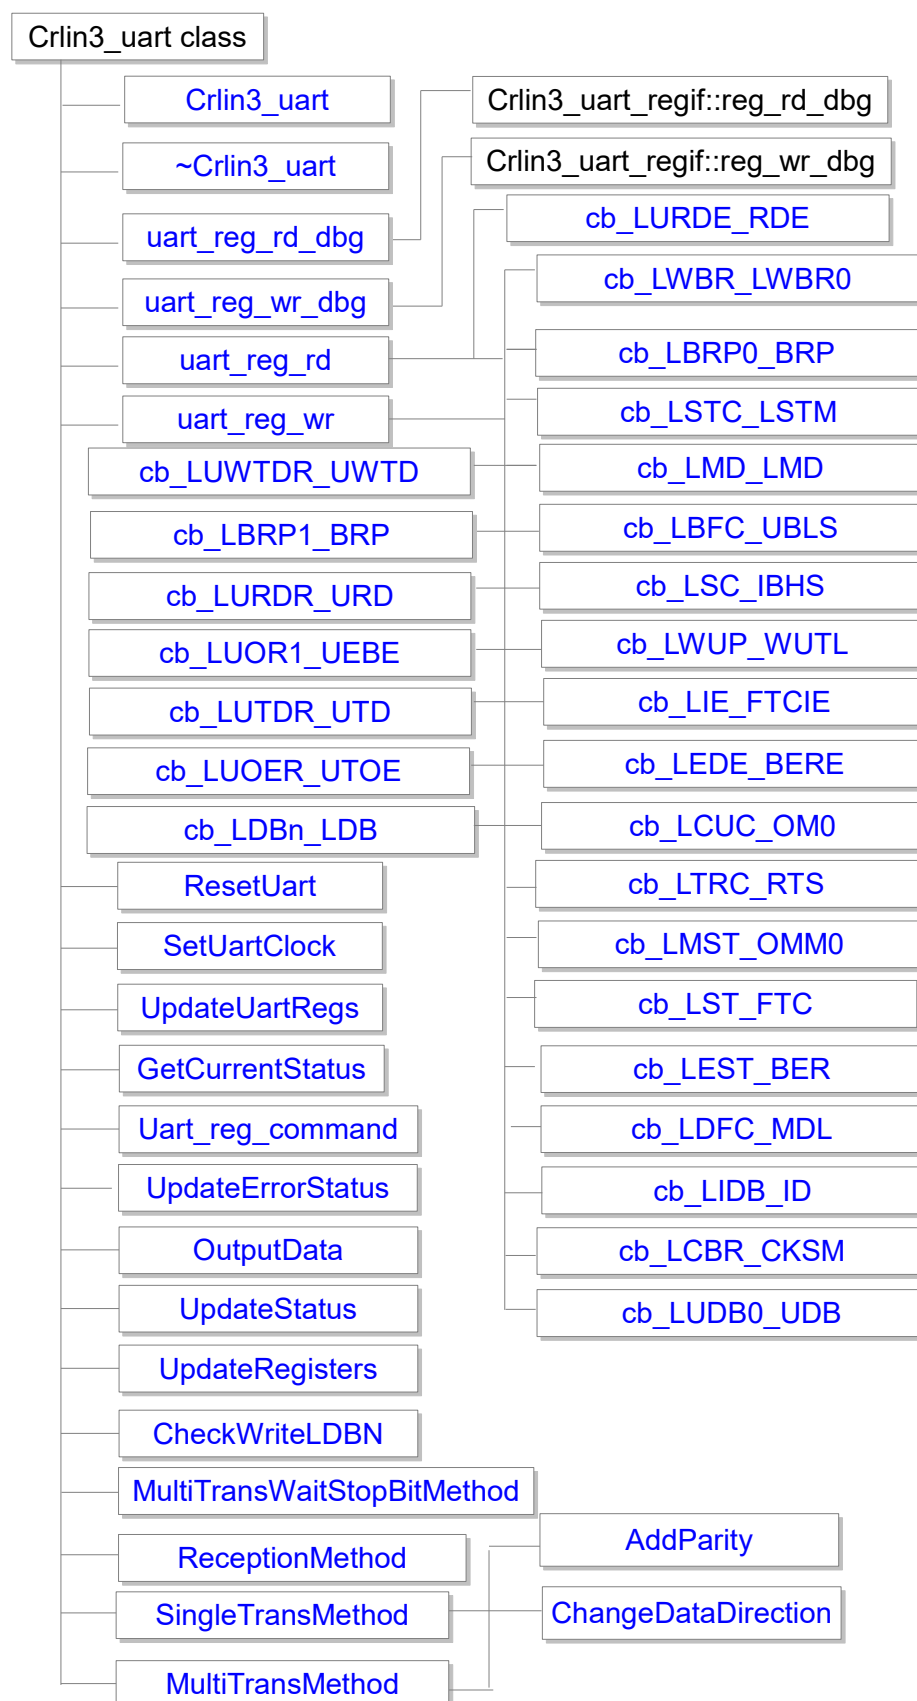 Crlin3_uart class
Crlin3_uart
Crlin3_uart_regif::reg_rd_dbg
~Crlin3_uart
Crlin3_uart_regif::reg_wr_dbg
uart_reg_rd_dbg
cb_LURDE_RDE
uart_reg_wr_dbg
cb_LWBR_LWBR0
uart_reg_rd
cb_LBRP0_BRP
uart_reg_wr
cb_LSTC_LSTM
cb_LUWTDR_UWTD
cb_LMD_LMD
cb_LBRP1_BRP
cb_LBFC_UBLS
cb_LURDR_URD
cb_LSC_IBHS
cb_LUOR1_UEBE
cb_LWUP_WUTL
cb_LUTDR_UTD
cb_LIE_FTCIE
cb_LUOER_UTOE
cb_LEDE_BERE
cb_LDBn_LDB
cb_LCUC_OM0
ResetUart
cb_LTRC_RTS
SetUartClock
cb_LMST_OMM0
UpdateUartRegs
cb_LST_FTC
GetCurrentStatus
cb_LEST_BER
Uart_reg_command
cb_LDFC_MDL
UpdateErrorStatus
cb_LIDB_ID
OutputData
cb_LCBR_CKSM
UpdateStatus
cb_LUDB0_UDB
UpdateRegisters
CheckWriteLDBN
MultiTransWaitStopBitMethod
AddParity
ReceptionMethod
SingleTransMethod
ChangeDataDirection
MultiTransMethod